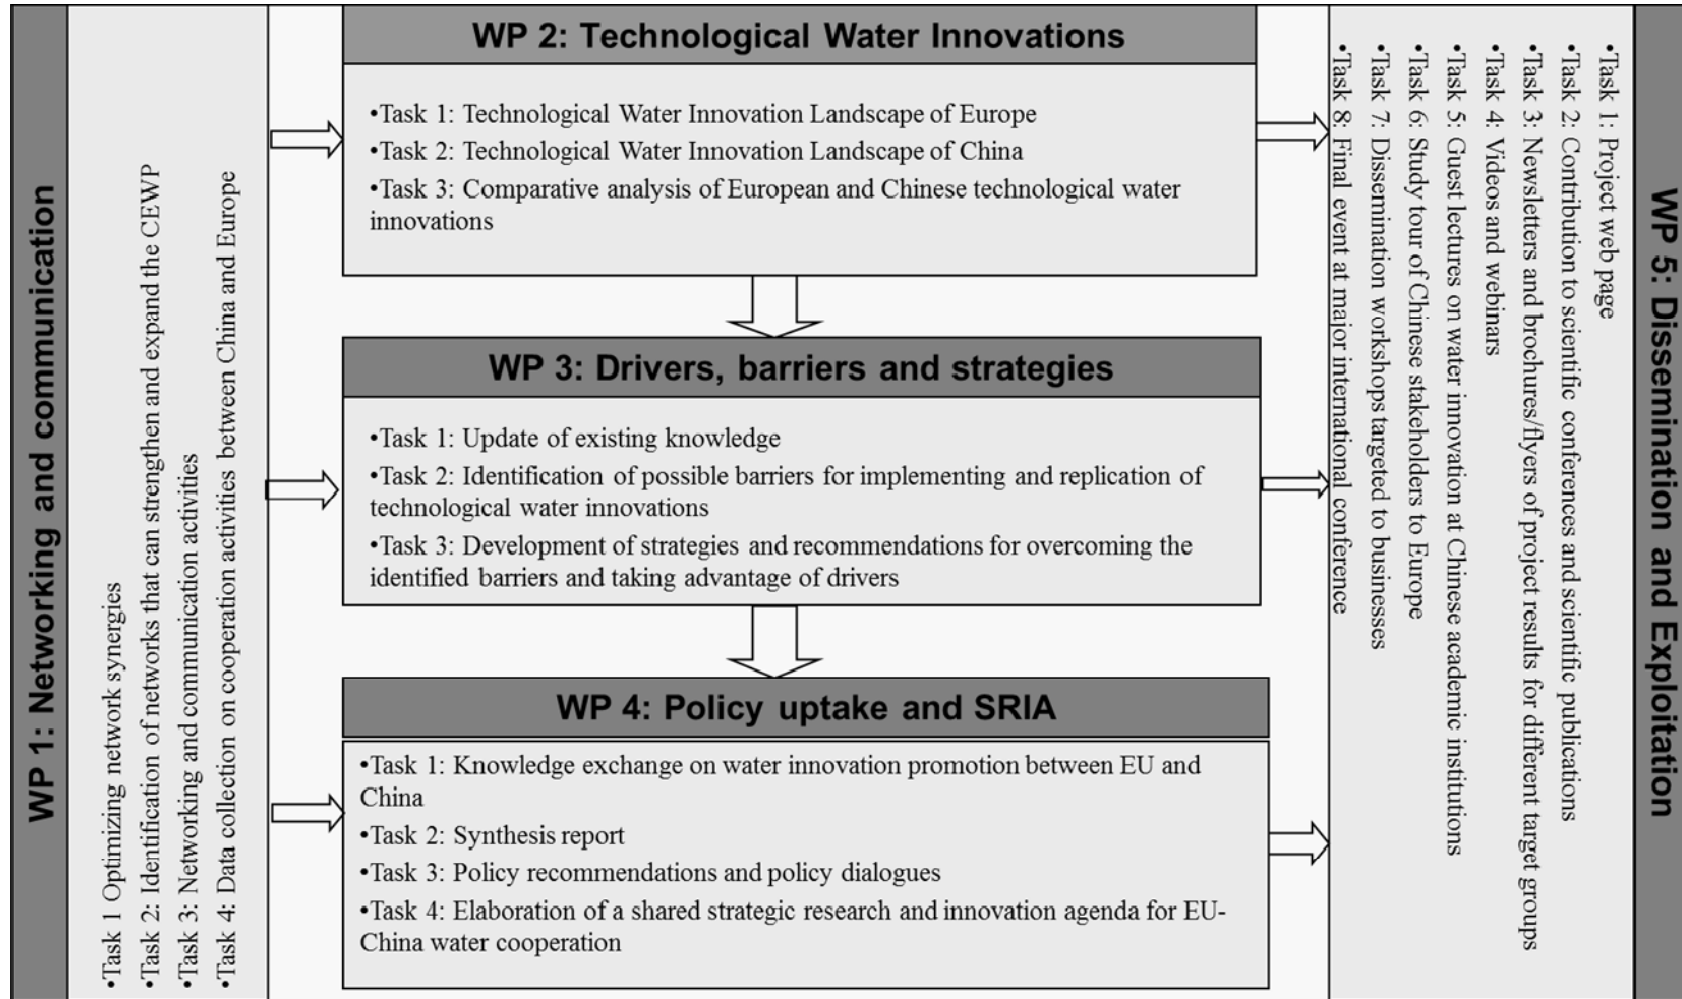 WP 1: Networking and communication
•Task 1 Optimizing network synergies
•Task 2: Identification of networks that can strengthen and expand the CEWP
•Task 3: Networking and communication activities
•Task 4: Data collection on cooperation activities between China and Europe
WP 2: Technological Water Innovations
•Task 1: Technological Water Innovation Landscape of Europe
•Task 2: Technological Water Innovation Landscape of China
•Task 3: Comparative analysis of European and Chinese technological water
innovations
WP 3: Drivers, barriers and strategies
•Task 1: Update of existing knowledge
•Task 2: Identification of possible barriers for implementing and replication of
technological water innovations
•Task 3: Development of strategies and recommendations for overcoming the
identified barriers and taking advantage of drivers
WP 4: Policy uptake and SRIA
•Task 1: Knowledge exchange on water innovation promotion between EU and
China
•Task 2: Synthesis report
•Task 3: Policy recommendations and policy dialogues
•Task 4: Elaboration of a shared strategic research and innovation agenda for EU-
China water cooperation
WP 5: Dissemination and Exploitation
•Task 1: Project web page
•Task 2: Contribution to scientific conferences and scientific publications
•Task 3: Newsletters and brochures/flyers of project results for different target groups
•Task 4: Videos and webinars
•Task 5: Guest lectures on water innovation at Chinese academic institutions
•Task 6: Study tour of Chinese stakeholders to Europe
•Task 7: Dissemination workshops targeted to businesses
•Task 8: Final event at major international conference